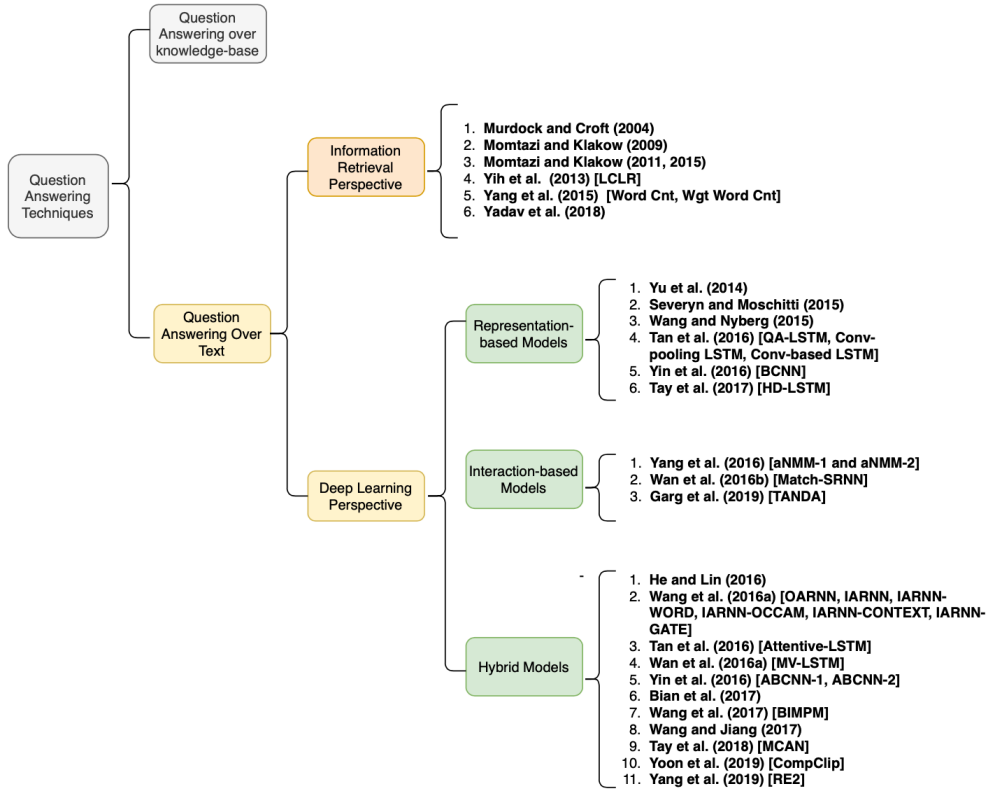 Question
Answering over
knowledge-base
Question
Answering
Techniques
Information
Retrieval
Perspective
1. Murdock and Croft (2004)
2. Momtazi and Klakow (2009)
3. Momtazi and Klakow (2011, 2015)
4. Yih et al. (2013) [LCLR]
5. Yang et al. (2015) [Word Cnt, Wgt Word Cnt]
6. Yadav et al. (2018)
Question
Answering Over
Text
Representation-
based Models
1. Yu et al. (2014)
2. Severyn and Moschitti (2015)
3. Wang and Nyberg (2015)
4. Tan et al. (2016) [QA-LSTM, Conv-
pooling LSTM, Conv-based LSTM]
5. Yin et al. (2016) [BCNN]
6. Tay et al. (2017) [HD-LSTM]
Deep Learning
Perspective
Interaction-based
Models
1. Yang et al. (2016) [aNMM-1 and aNMM-2]
2. Wan et al. (2016b) [Match-SRNN]
3. Garg et al. (2019) [TANDA]
Hybrid Models
-
1. He and Lin (2016)
2. Wang et al. (2016a) [OARNN, IARNN, IARNN-
WORD, IARNN-OCCAM, IARNN-CONTEXT, IARNN-
GATE]
3. Tan et al. (2016) [Attentive-LSTM]
4. Wan et al. (2016a) [MV-LSTM]
5. Yin et al. (2016) [ABCNN-1, ABCNN-2]
6. Bian et al. (2017)
7. Wang et al. (2017) [BIMPM]
8. Wang and Jiang (2017)
9. Tay et al. (2018) [MCAN]
10. Yoon et al. (2019) [CompClip]
11. Yang et al. (2019) [RE2]